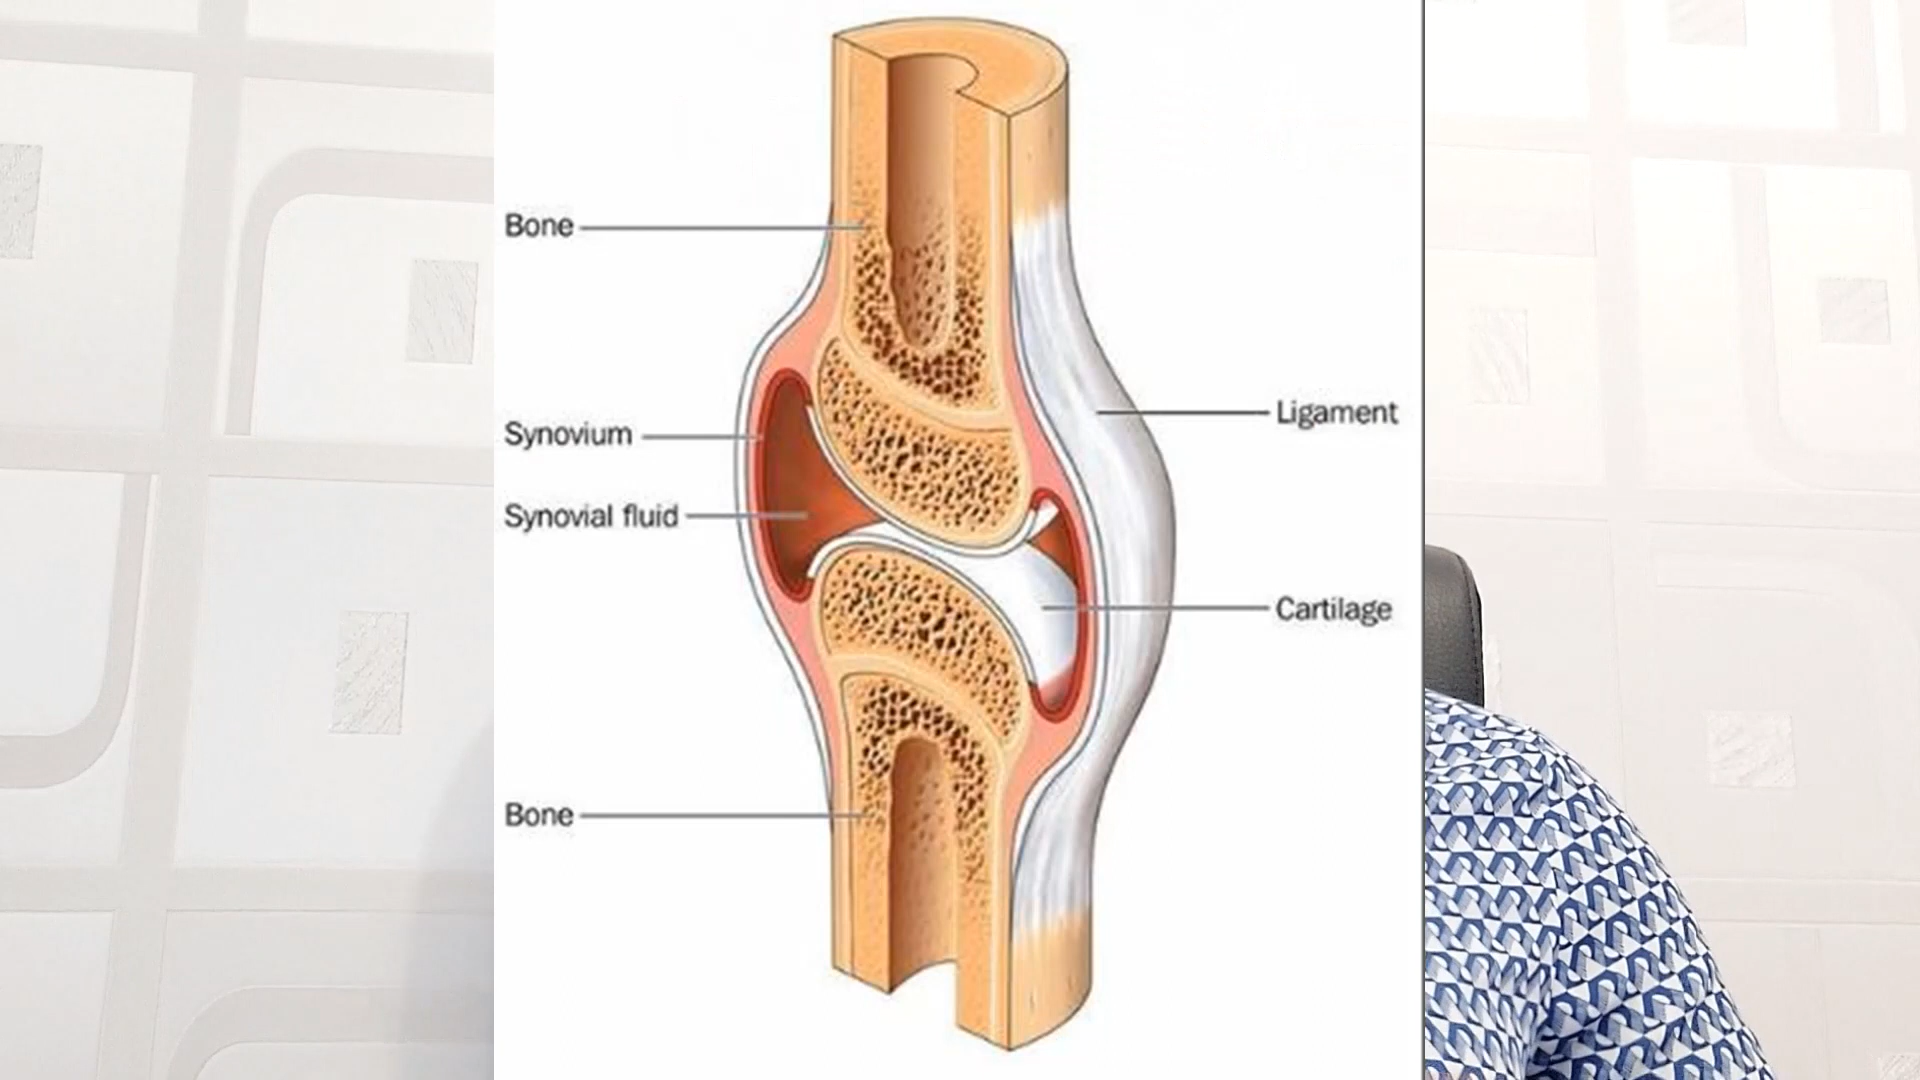 Bone
Synovium
Synovial fluid
Bone
Ligament
Cartilage